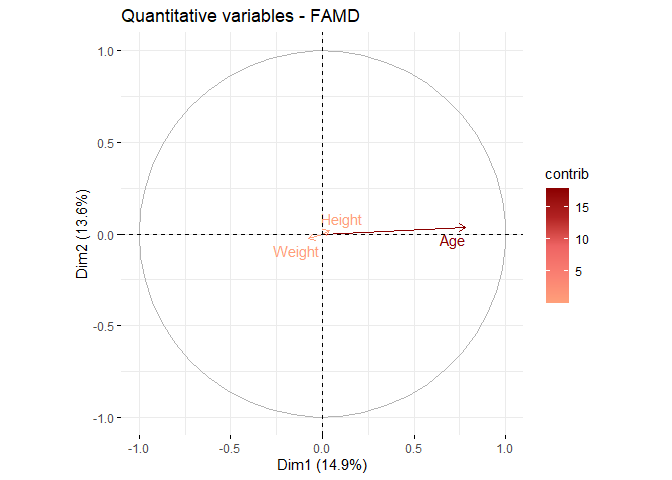 Quantitative variables - FAMD
1.0
0.5
0.0
-0.5
-1.0
Dim2 (13.6%)
Height
Age
Weight
-1.0 -0.5 0.0 0.5 1.0
Dim1 (14.9%)
contrib
15
10
5